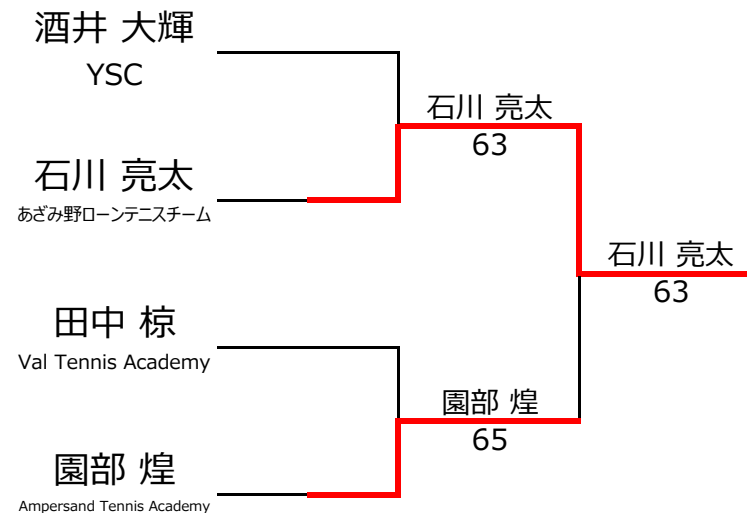 酒井 大輝
YSC
石川 亮太
63
石川 亮太
あざみ野ローンテニスチーム
石川 亮太
63
田中 椋
Val Tennis Academy
園部 煌
65
園部 煌
Ampersand Tennis Academy